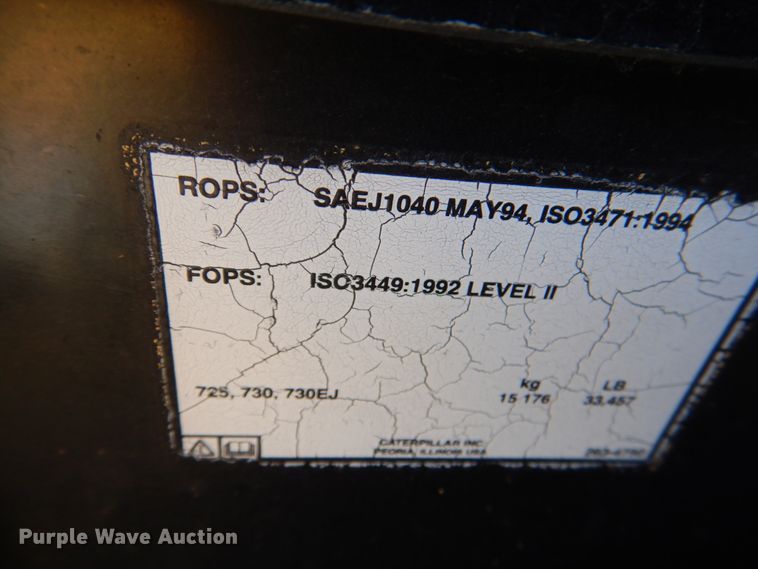 ROPS: SAEJ1040 MAY94, ISO3471:1994
FOPS: ISO3449:1992 LEVEL II
kg LB
725, 730, 730EJ 15 176 33,457
CATERPILLAR INC.
PEORIA, ILLINOIS USA
Purple Wave Auction